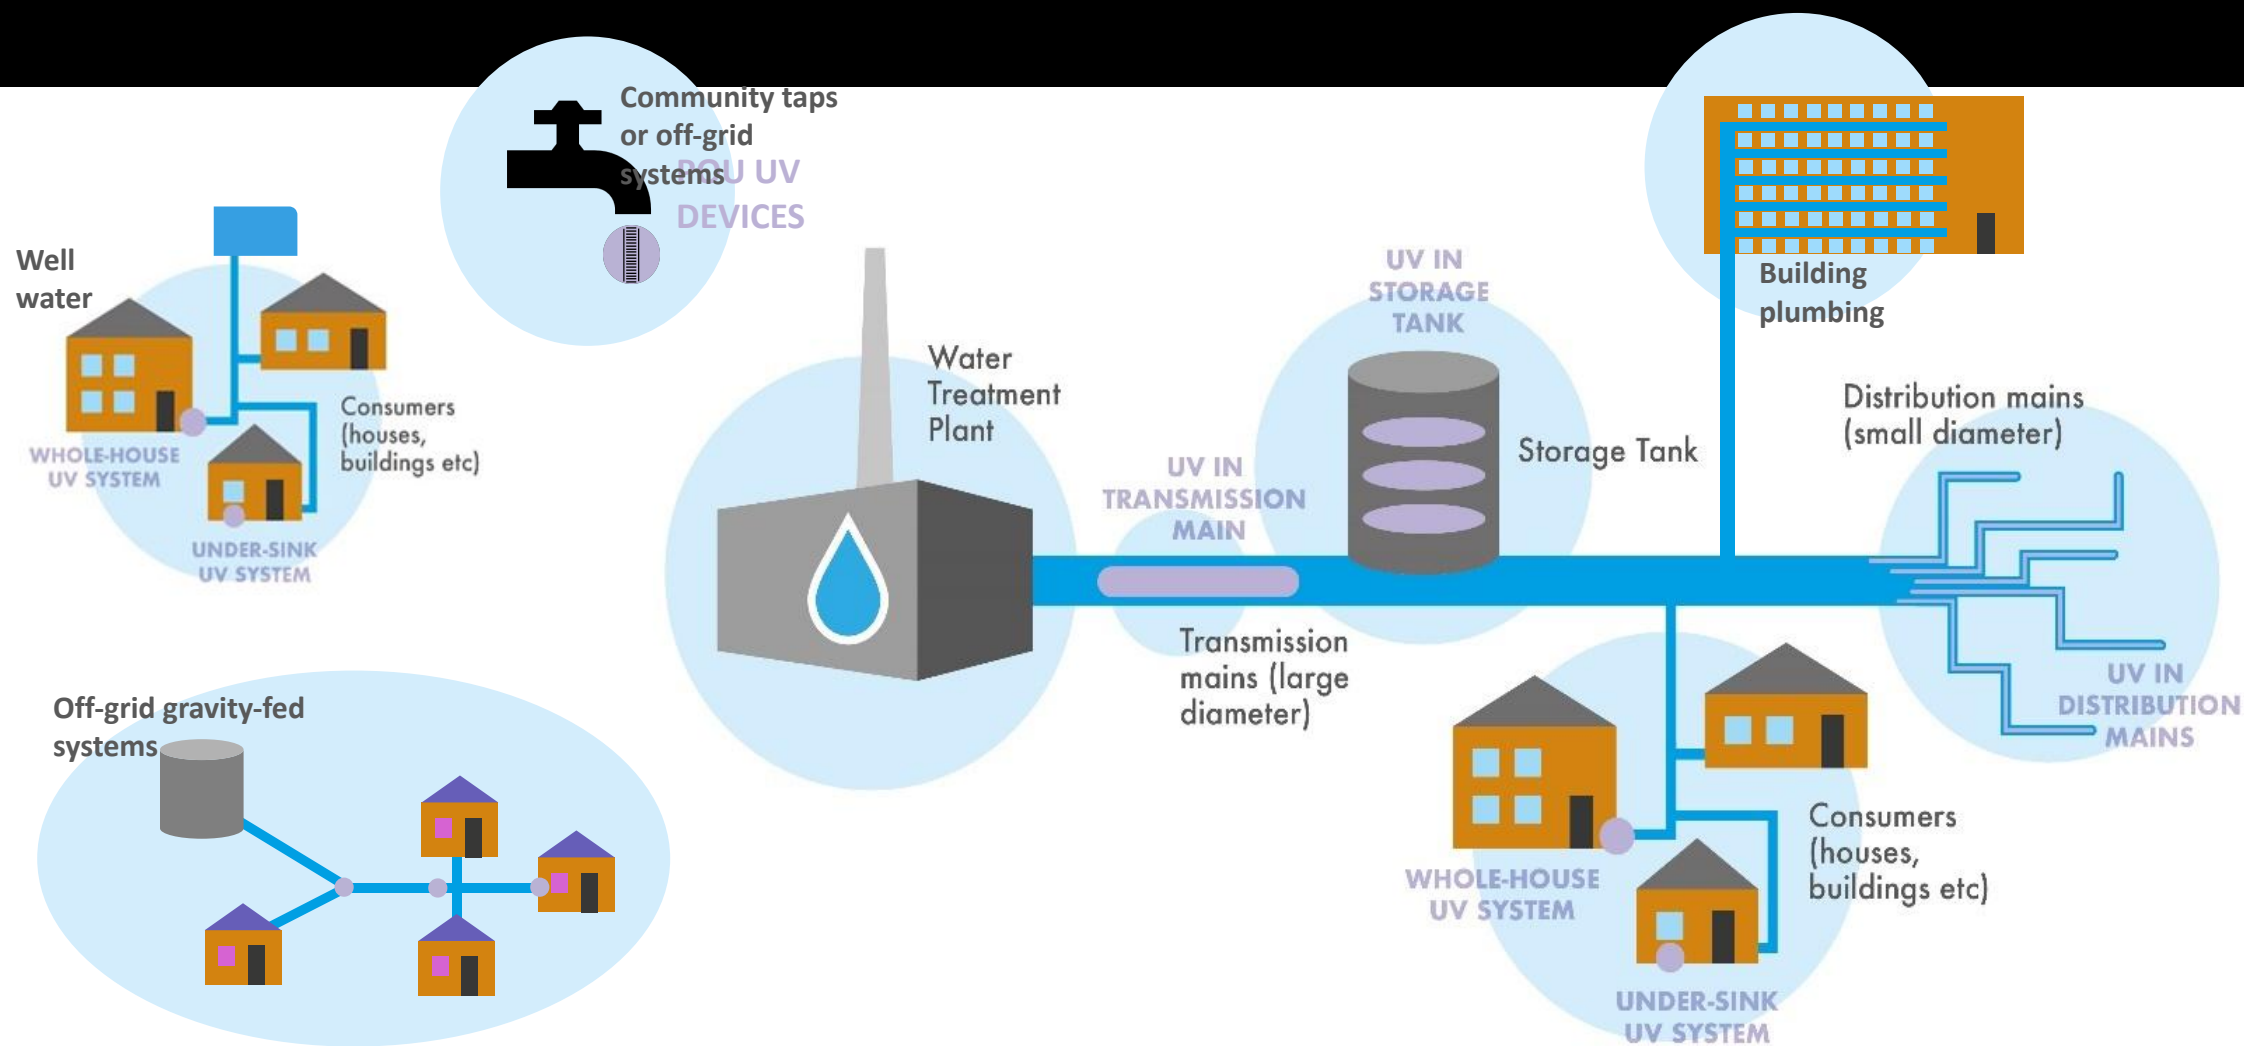 Community taps
or off-grid
systems
POU UV
DEVICES
Well
water
Consumers
(houses,
buildings etc)
WHOLE-HOUSE
UV SYSTEM
UNDER-SINK
UV SYSTEM
Off-grid gravity-fed
systems
Water
Treatment
Plant
UV IN
TRANSMISSION
MAIN
Transmission
mains (large
diameter)
UV IN
STORAGE
TANK
Storage Tank
Building
plumbing
Distribution mains
(small diameter)
UV IN
DISTRIBUTION
MAINS
Consumers
(houses,
buildings etc)
WHOLE-HOUSE
UV SYSTEM
UNDER-SINK
UV SYSTEM